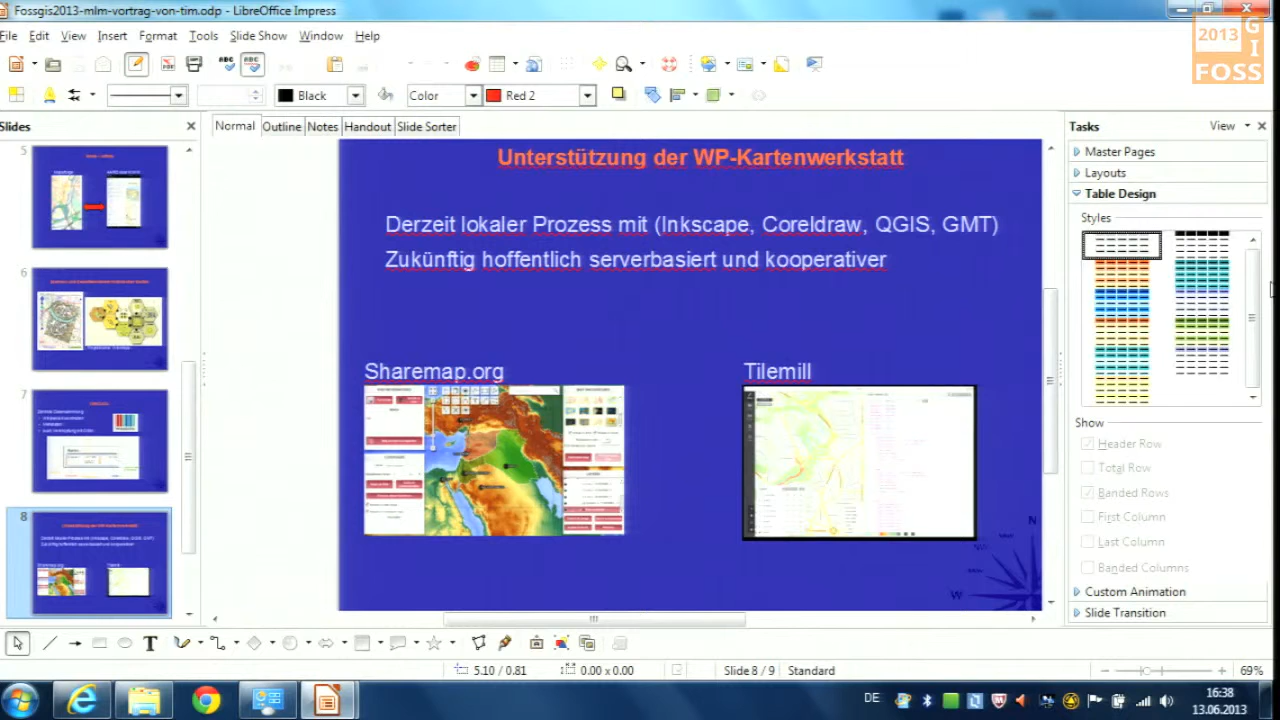 Fossgis2013-mlm-vortrag-von-tim.odp - LibreOffice Impress
2013
GI
FOSS
File Edit View Insert Format Tools Slide Show Window Help
Black
Color
Red 2
Slides
Normal Outline Notes Handout Slide Sorter
Tasks
View
Master Pages
Layouts
Table Design
Styles
5
6
7
8
Unterstützung der WP-Kartenwerkstatt
Derzeit lokaler Prozess mit (Inkscape, Coreldraw, QGIS, GMT)
Zukünftig hoffentlich serverbasiert und kooperativer
Sharemap.org
Tilemill
N
W
Show
Header Row
Total Row
Banded Rows
First Column
Last Column
Banded Columns
Custom Animation
Slide Transition
5.10 / 0.81
0.00 x 0.00
Slide 8 / 9
Standard
69%
DE
16:38
13.06.2013